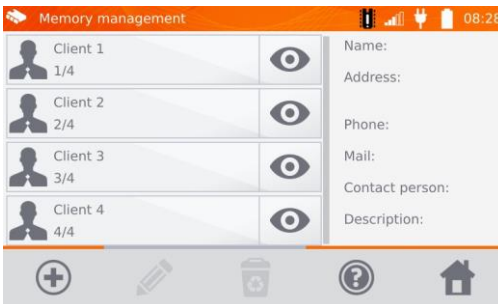 Memory management
08:28
Client 1
1/4
Client 2
2/4
Client 3
3/4
Client 4
4/4
Name:
Address:
Phone:
Mail:
Contact person:
Description: